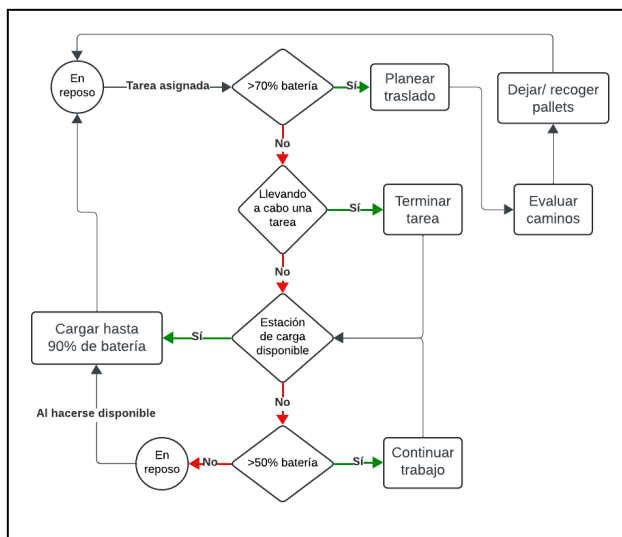 En
reposo
Tarea asignada
>70% batería
Sí
Planear
traslado
Dejar/ recoger
pallets
No
Llevando
a cabo una
tarea
Sí
Terminar
tarea
Evaluar
caminos
No
Cargar hasta
90% de batería
Sí
Estación
de carga
disponible
No
Al hacerse disponible
En
reposo
No
>50% batería
Sí
Continuar
trabajo